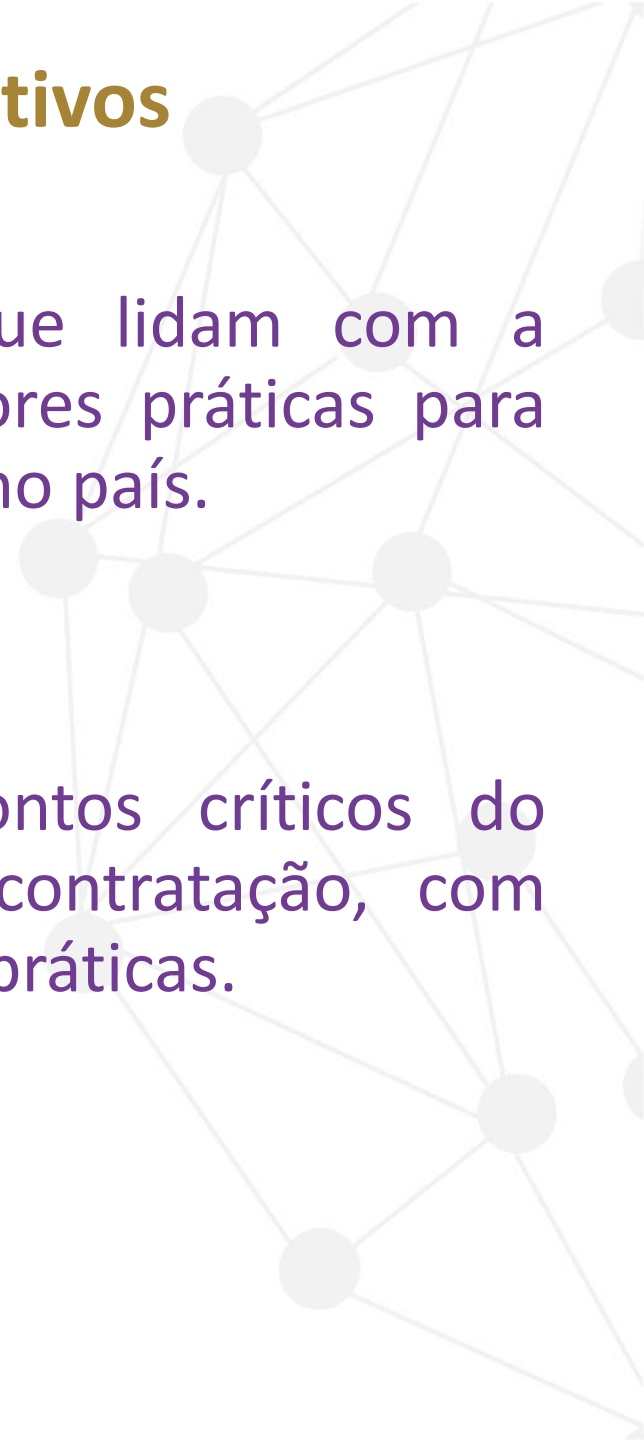 tivos
ue lidam com a
ores práticas para
no país.
ontos críticos do
contratação, com
práticas.